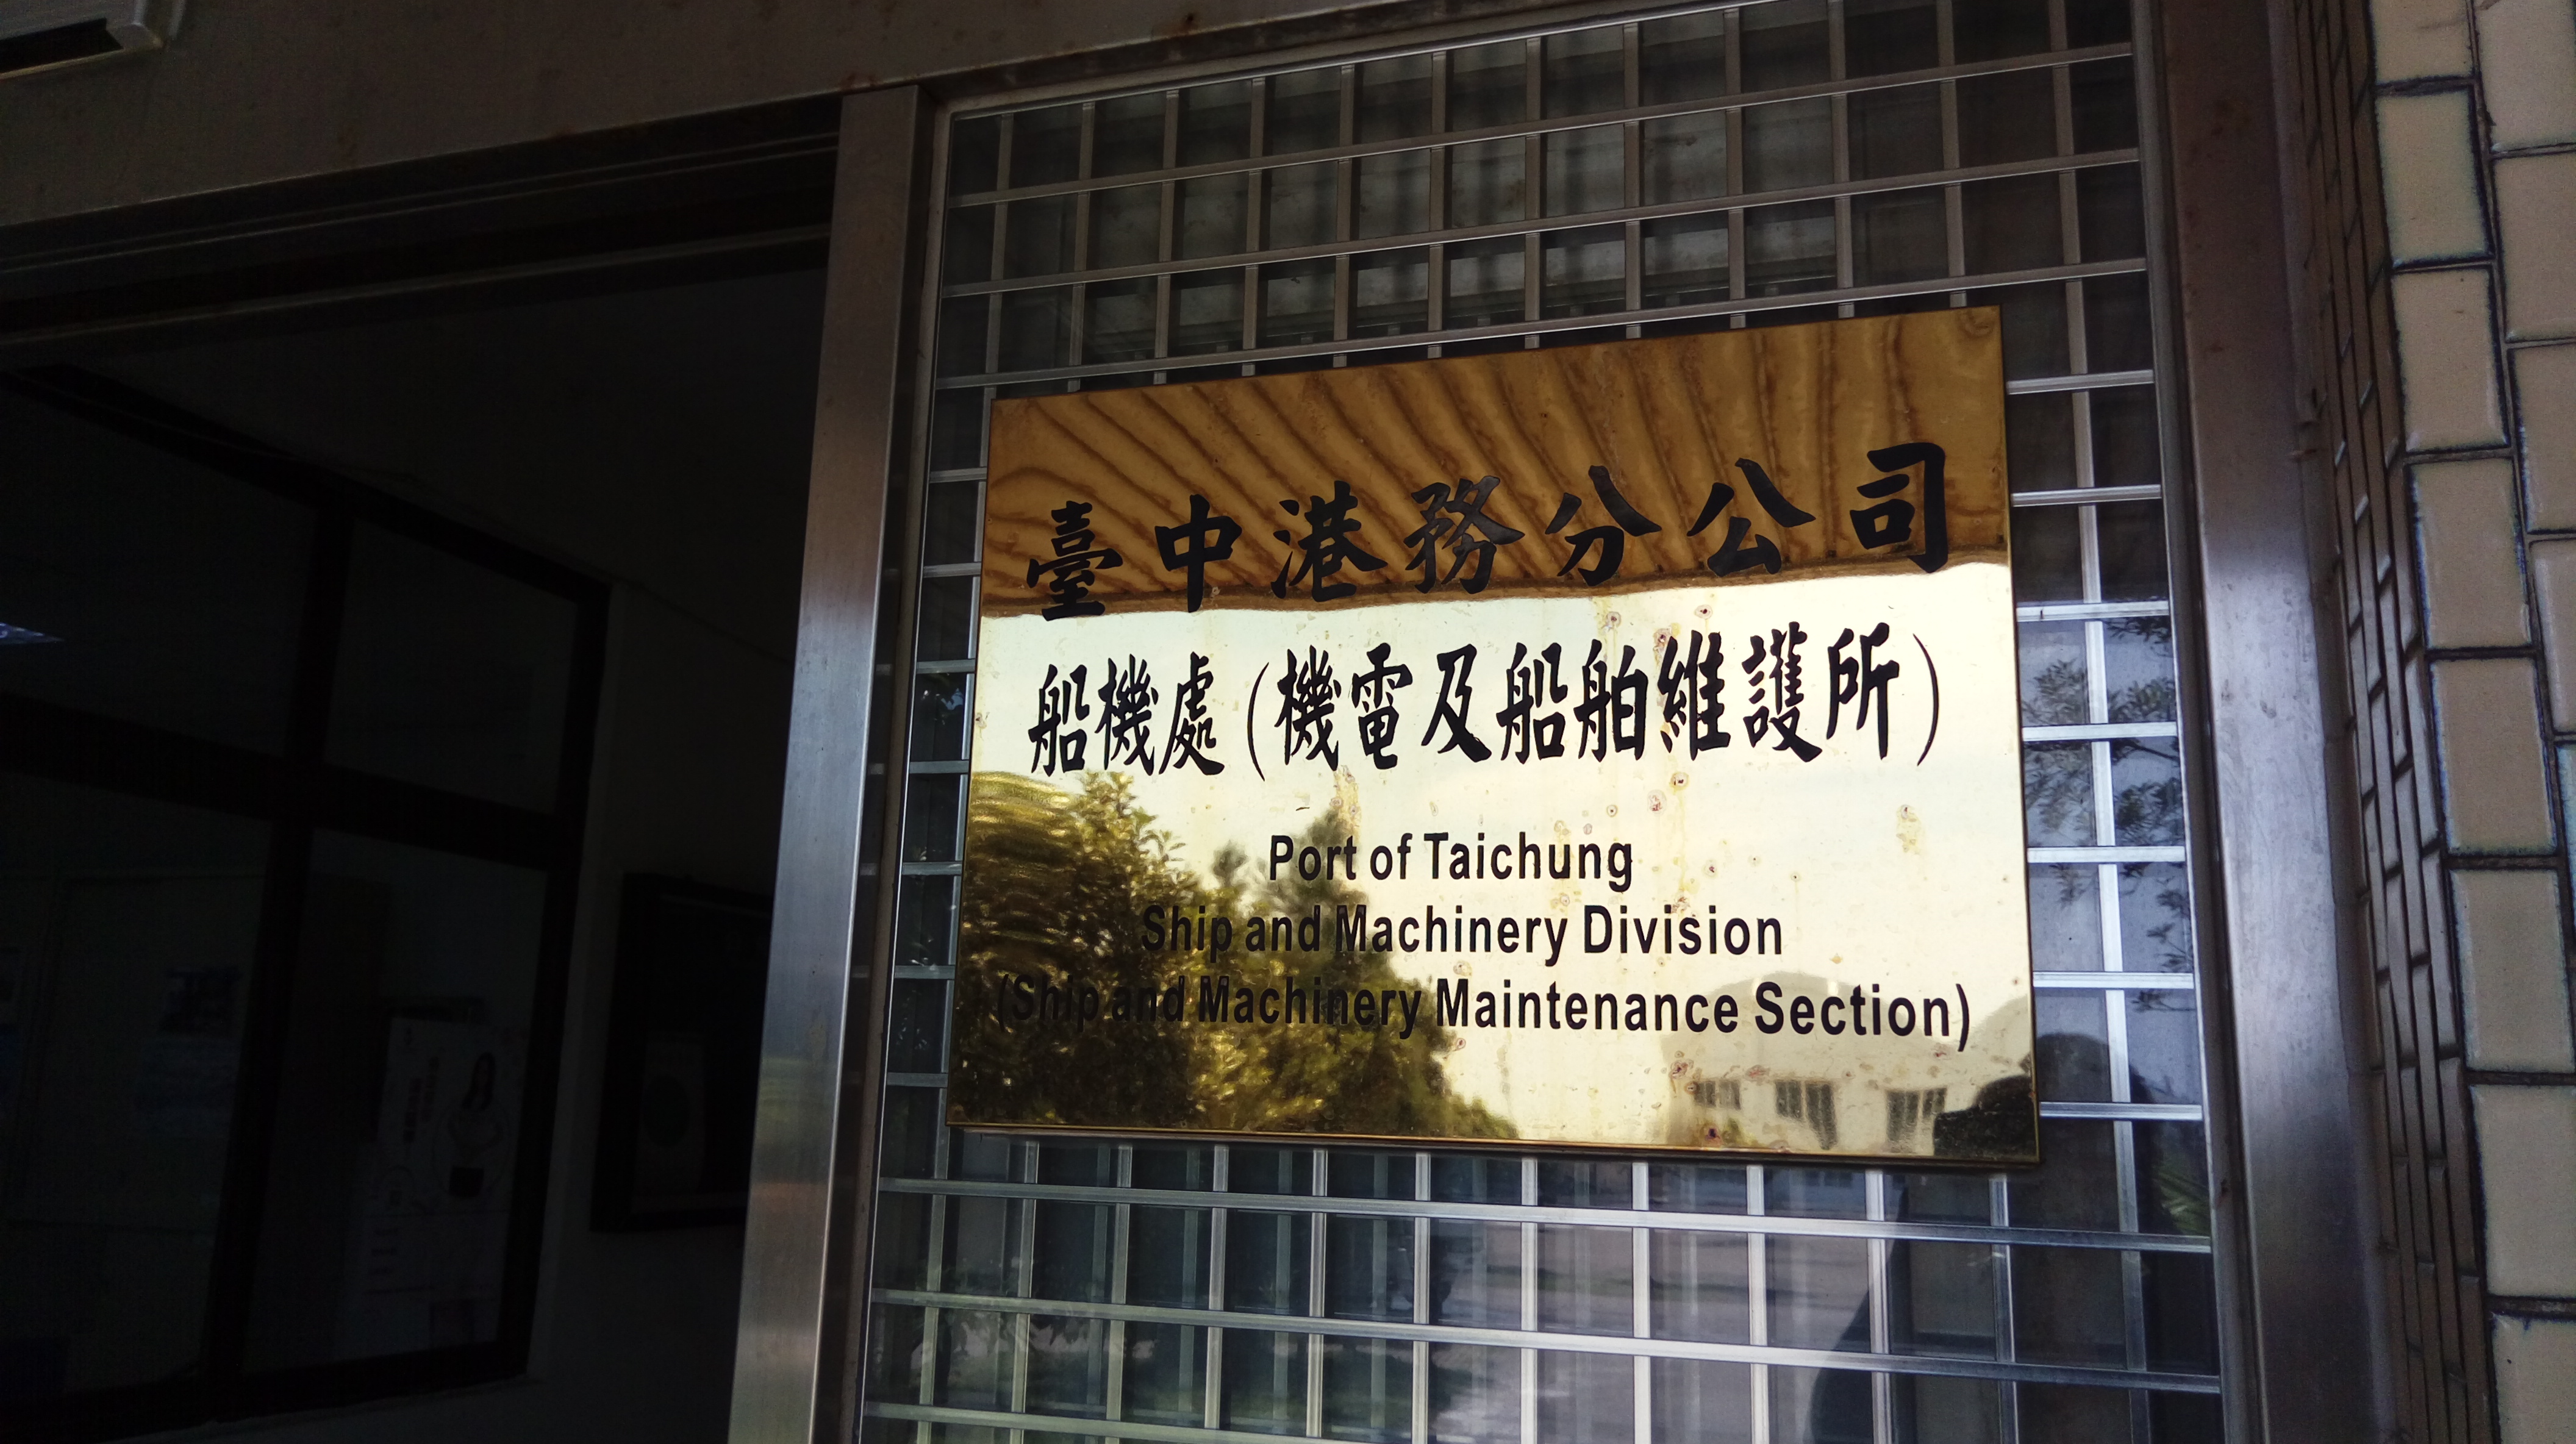 臺中港務分公司
船機處(機電及船舶維護所)
Port of Taichung
Ship and Machinery Division
(Ship and Machinery Maintenance Section)